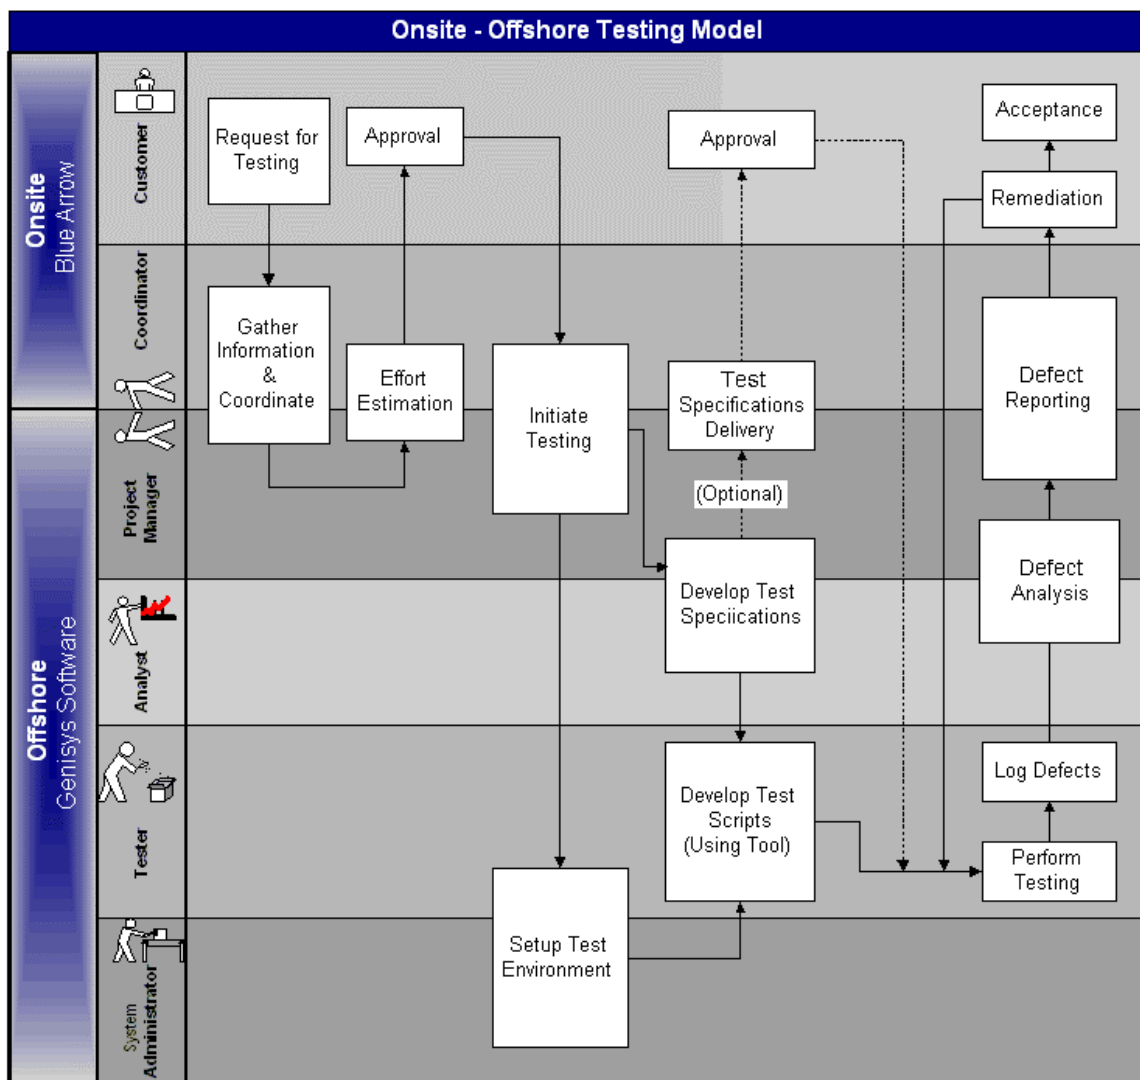 Onsite - Offshore Testing Model
Onsite
Blue Arrow
Offshore
Genisys Software
Customer
Coordinator
Project
Manager
Analyst
Tester
System
Administrator
Request for
Testing
Approval
Approval
Acceptance
Remediation
Gather
Information
&
Coordinate
Effort
Estimation
Initiate
Testing
Test
Specifications
Delivery
(Optional)
Defect
Reporting
Develop Test
Speciications
Defect
Analysis
Develop Test
Scripts
(Using Tool)
Log Defects
Perform
Testing
Setup Test
Environment